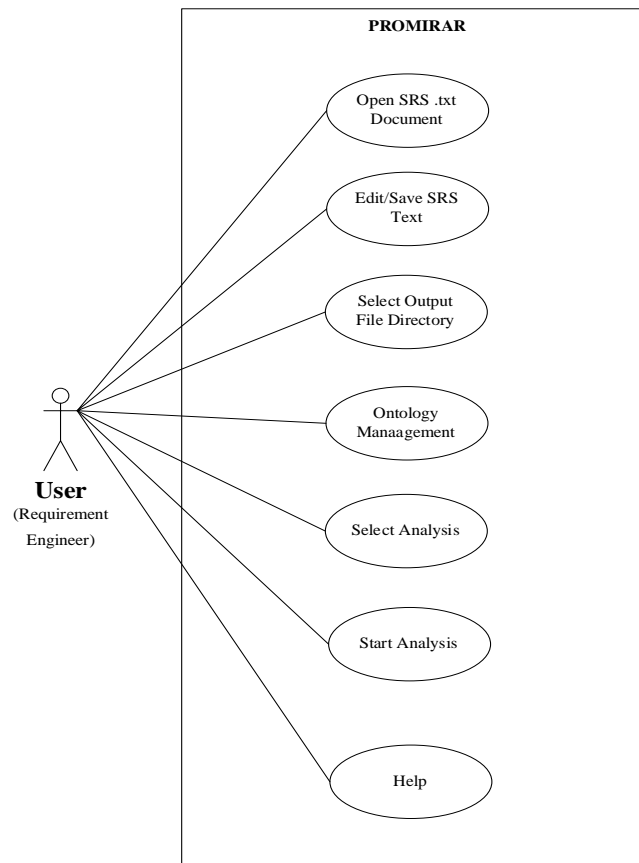 PROMIRAR
Open SRS .txt
Document
Edit/Save SRS
Text
Select Output
File Directory
Ontology
Manaagement
Select Analysis
Start Analysis
Help
User
(Requirement
Engineer)